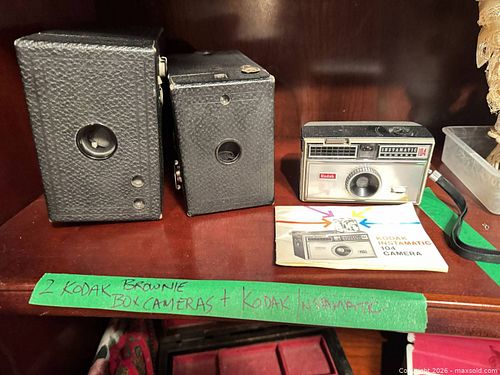 INSTAMATIC 104
Kodak
KODAK
INSTAMATIC
104
CAMERA
2 KODAK BROWNIE
BOX CAMERAS + KODAK INSTAMATIC
Copyright 2026 - maxsold.com